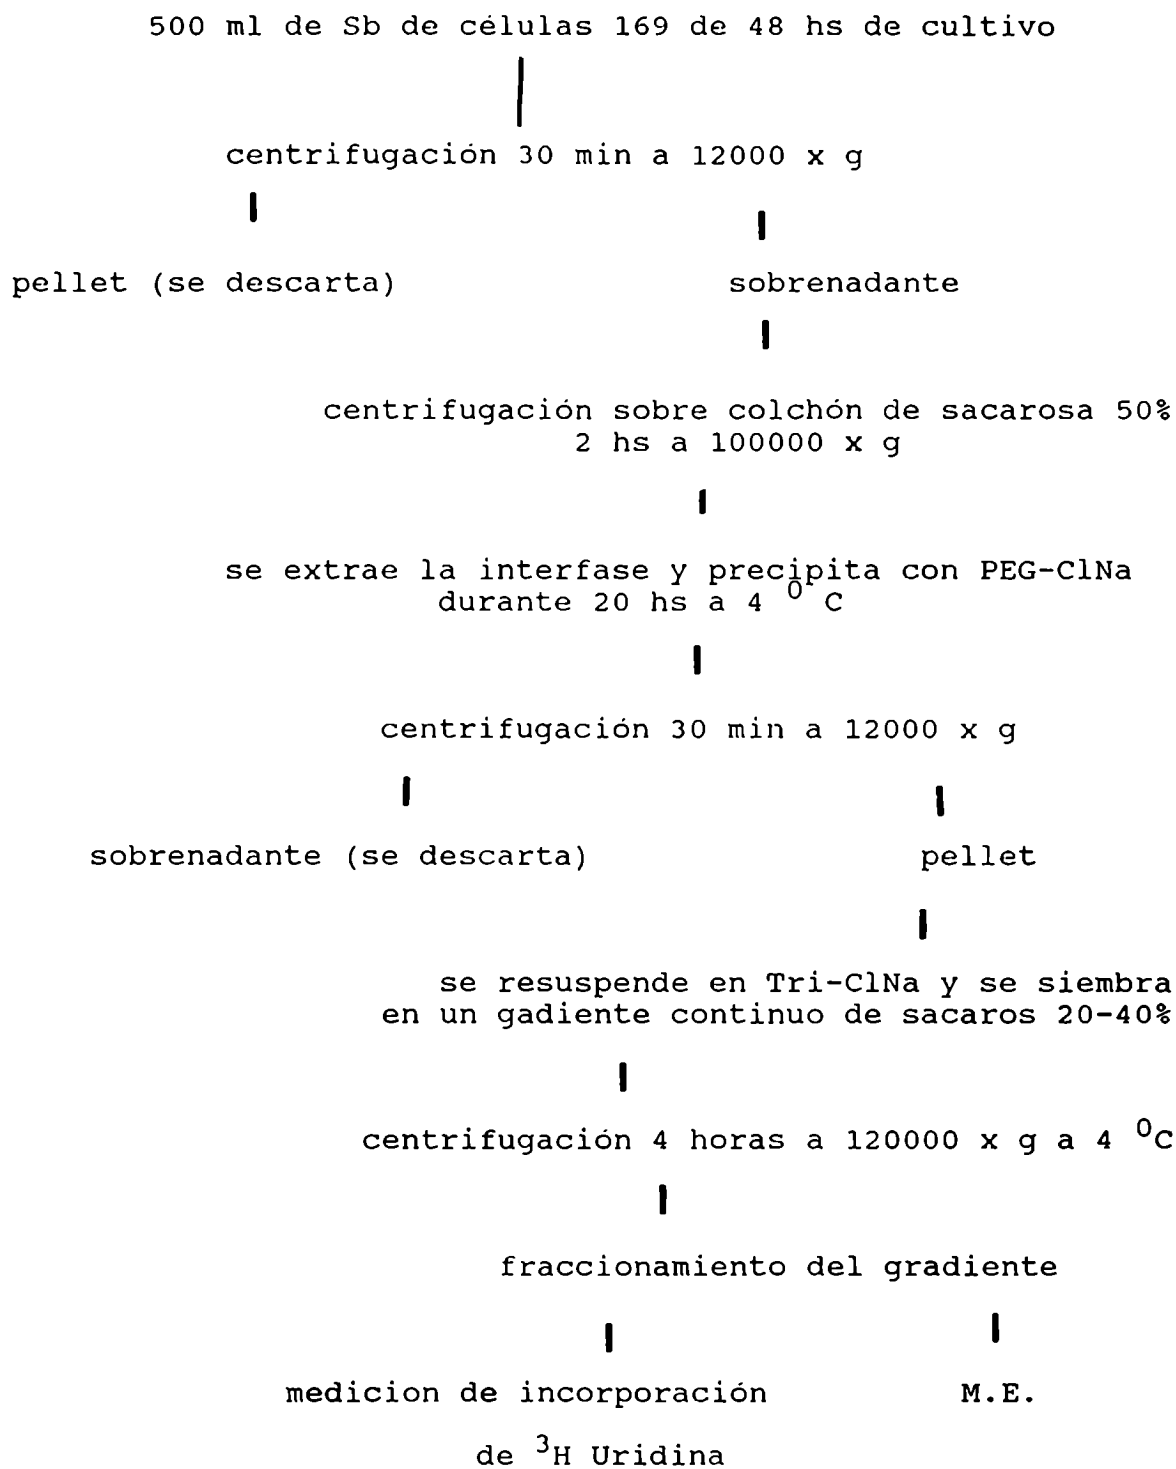 500 ml de Sb de células 169 de 48 hs de cultivo
centrifugación 30 min a 12000 x g
pellet (se descarta) sobrenadante
centrifugación sobre colchón de sacarosa 50%
2 hs a 100000 x g
se extrae la interfase y precipita con PEG-ClNa
durante 20 hs a 4 ⁰ C
centrifugación 30 min a 12000 x g
sobrenadante (se descarta) pellet
se resuspende en Tri-ClNa y se siembra
en un gadiente continuo de sacaros 20-40%
centrifugación 4 horas a 120000 x g a 4 ⁰C
fraccionamiento del gradiente
medicion de incorporación M.E.
de ³H Uridina